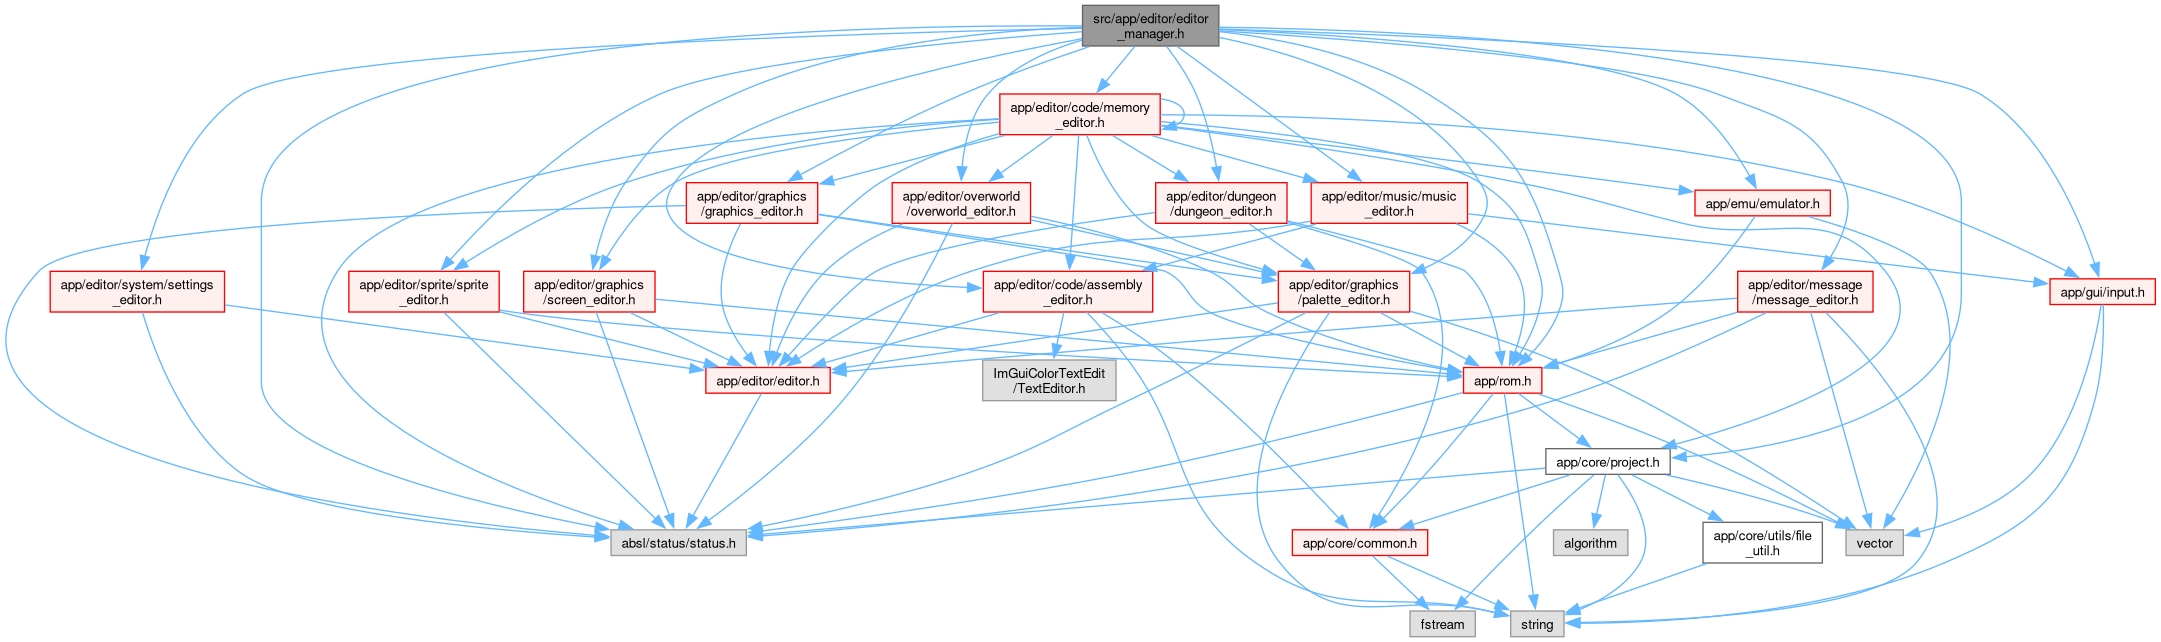 src/app/editor/editor
_manager.h
app/editor/code/memory
_editor.h
app/editor/graphics
/graphics_editor.h
app/editor/overworld
/overworld_editor.h
app/editor/dungeon
/dungeon_editor.h
app/editor/music/music
_editor.h
app/emu/emulator.h
app/editor/system/settings
_editor.h
app/editor/sprite/sprite
_editor.h
app/editor/graphics
/screen_editor.h
app/editor/code/assembly
_editor.h
app/editor/graphics
/palette_editor.h
app/editor/message
/message_editor.h
app/gui/input.h
app/editor/editor.h
ImGuiColorTextEdit
/TextEditor.h
app/rom.h
app/core/project.h
absl/status/status.h
app/core/common.h
algorithm
app/core/utils/file
_util.h
vector
fstream
string